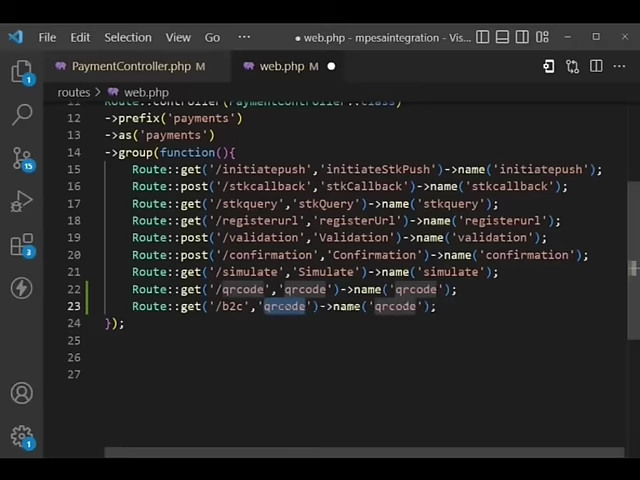 File Edit Selection View Go ... web.php - mpesaintegration - Vis...
PaymentController.php M web.php M
routes > web.php
11 Route::controller(PaymentController::class)
12 ->prefix('payments')
13 ->as('payments')
14 ->group(function(){
15 Route::get('/initiatepush','initiateStkPush')->name('initiatepush');
16 Route::post('/stkcallback','stkCallback')->name('stkcallback');
17 Route::get('/stkquery','stkQuery')->name('stkquery');
18 Route::get('/registerurl','registerUrl')->name('registerurl');
19 Route::post('/validation','Validation')->name('validation');
20 Route::post('/confirmation','Confirmation')->name('confirmation');
21 Route::get('/simulate','Simulate')->name('simulate');
22 Route::get('/qrcode','qrcode')->name('qrcode');
23 Route::get('/b2c','qrcode')->name('qrcode');
24 });
25
26
27
1
15
3
1